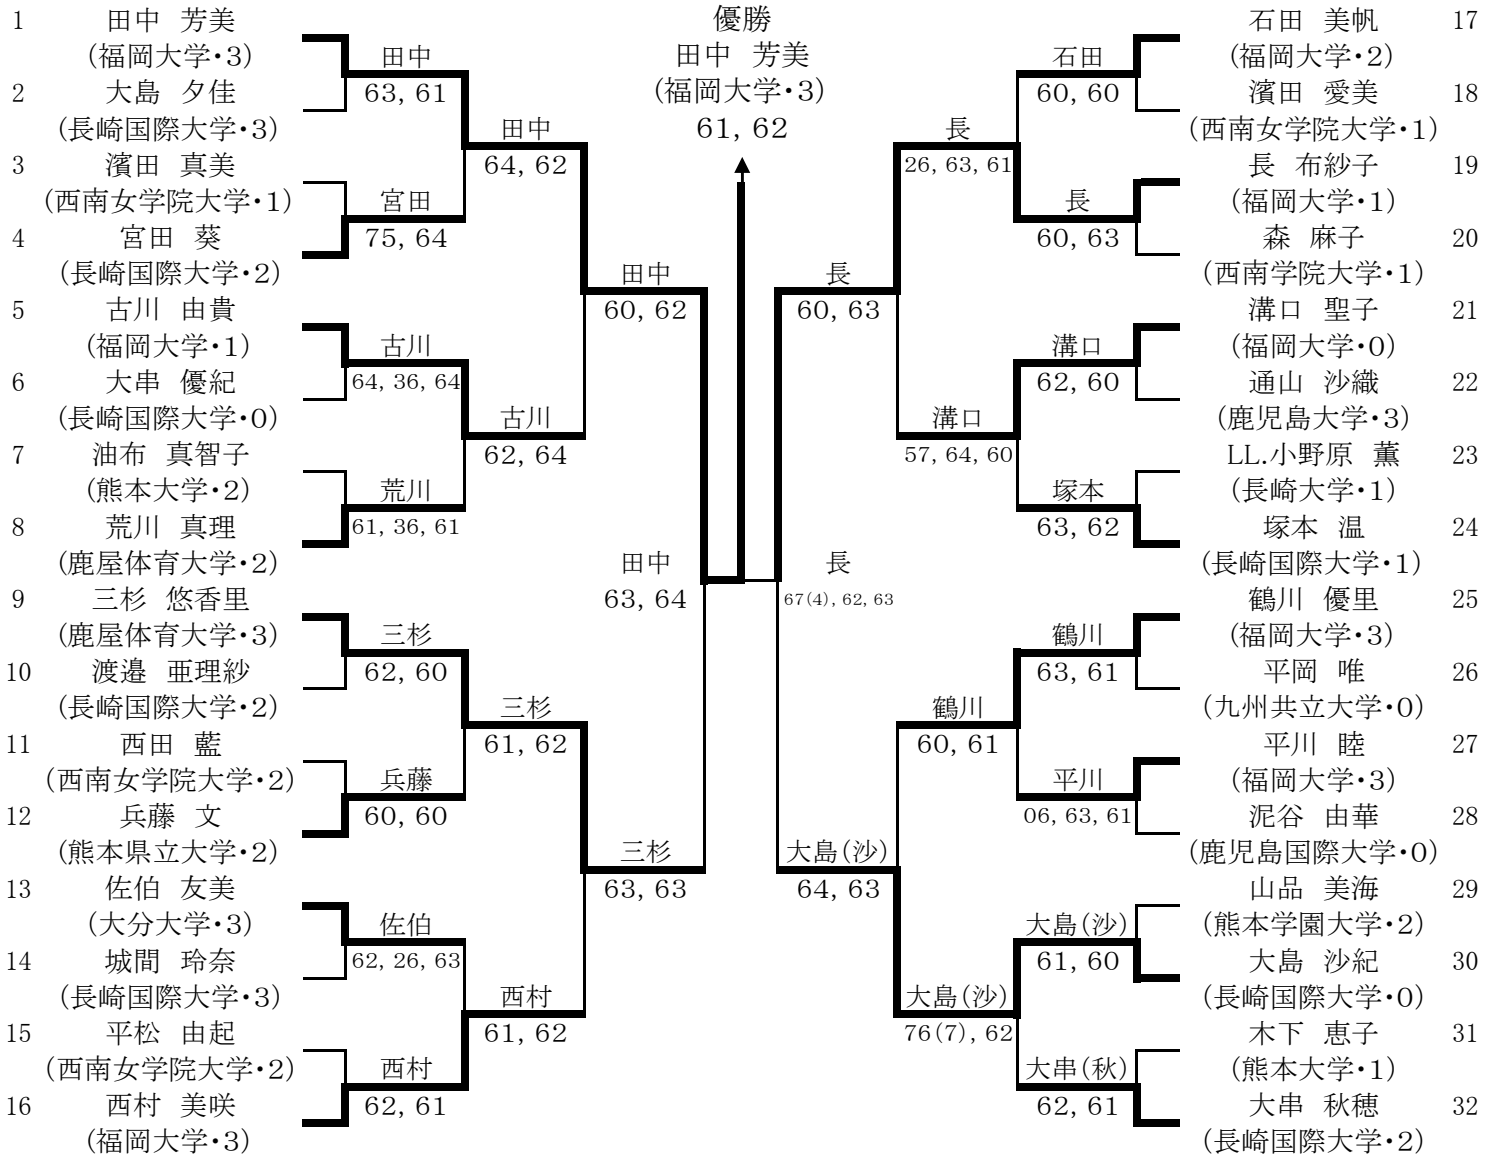 優勝
田中 芳美
(福岡大学・3)
61, 62
1 田中 芳美
(福岡大学・3)
2 大島 夕佳
(長崎国際大学・3)
3 濱田 真美
(西南女学院大学・1)
4 宮田 葵
(長崎国際大学・2)
5 古川 由貴
(福岡大学・1)
6 大串 優紀
(長崎国際大学・0)
7 油布 真智子
(熊本大学・2)
8 荒川 真理
(鹿屋体育大学・2)
9 三杉 悠香里
(鹿屋体育大学・3)
10 渡邉 亜理紗
(長崎国際大学・2)
11 西田 藍
(西南女学院大学・2)
12 兵藤 文
(熊本県立大学・2)
13 佐伯 友美
(大分大学・3)
14 城間 玲奈
(長崎国際大学・3)
15 平松 由起
(西南女学院大学・2)
16 西村 美咲
(福岡大学・3)
田中
63, 61
宮田
75, 64
古川
64, 36, 64
荒川
61, 36, 61
三杉
62, 60
兵藤
60, 60
佐伯
62, 26, 63
西村
62, 61
田中
64, 62
古川
62, 64
三杉
61, 62
西村
61, 62
田中
60, 62
三杉
63, 63
田中
63, 64
長
67(4), 62, 63
長
60, 63
大島(沙)
64, 63
長
26, 63, 61
溝口
57, 64, 60
鶴川
60, 61
大島(沙)
76(7), 62
石田
60, 60
長
60, 63
溝口
62, 60
塚本
63, 62
鶴川
63, 61
平川
06, 63, 61
大島(沙)
61, 60
大串(秋)
62, 61
石田 美帆 17
(福岡大学・2)
濱田 愛美 18
(西南女学院大学・1)
長 布紗子 19
(福岡大学・1)
森 麻子 20
(西南学院大学・1)
溝口 聖子 21
(福岡大学・0)
通山 沙織 22
(鹿児島大学・3)
LL.小野原 薫 23
(長崎大学・1)
塚本 温 24
(長崎国際大学・1)
鶴川 優里 25
(福岡大学・3)
平岡 唯 26
(九州共立大学・0)
平川 睦 27
(福岡大学・3)
泥谷 由華 28
(鹿児島国際大学・0)
山品 美海 29
(熊本学園大学・2)
大島 沙紀 30
(長崎国際大学・0)
木下 恵子 31
(熊本大学・1)
大串 秋穂 32
(長崎国際大学・2)